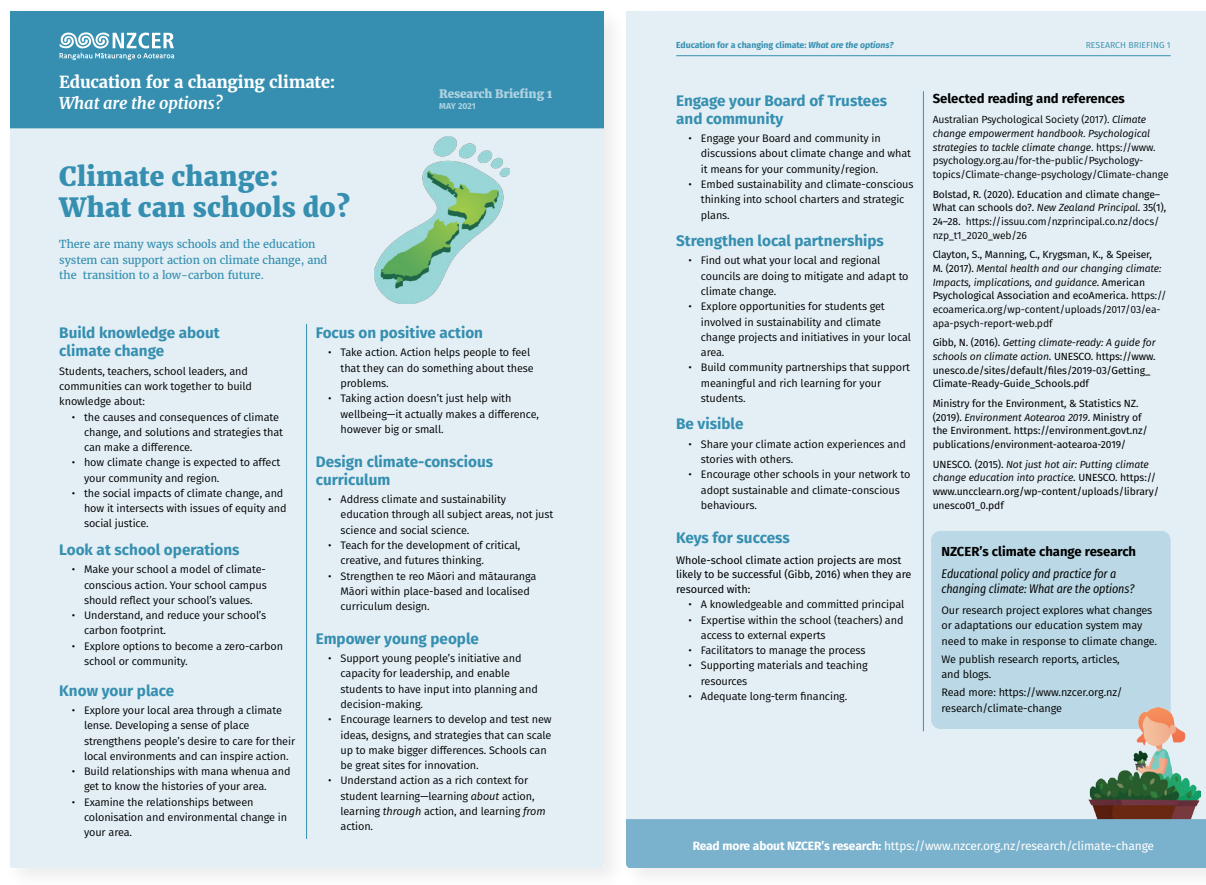 NZCER
Rangahau Mātauranga o Aotearoa
Education for a changing climate:
What are the options?
Research Briefing 1
MAY 2021
Climate change:
What can schools do?
There are many ways schools and the education
system can support action on climate change, and
the transition to a low-carbon future.
Build knowledge about
climate change
Students, teachers, school leaders, and
communities can work together to build
knowledge about:
• the causes and consequences of climate
change, and solutions and strategies that
can make a difference.
• how climate change is expected to affect
your community and region.
• the social impacts of climate change, and
how it intersects with issues of equity and
social justice.
Look at school operations
• Make your school a model of climate-
conscious action. Your school campus
should reflect your school's values.
• Understand, and reduce your school's
carbon footprint.
• Explore options to become a zero-carbon
school or community.
Know your place
• Explore your local area through a climate
lense. Developing a sense of place
strengthens people's desire to care for their
local environments and can inspire action.
• Build relationships with mana whenua and
get to know the histories of your area.
• Examine the relationships between
colonisation and environmental change in
your area.
Focus on positive action
• Take action. Action helps people to feel
that they can do something about these
problems.
• Taking action doesn't just help with
wellbeing—it actually makes a difference,
however big or small.
Design climate-conscious
curriculum
• Address climate and sustainability
education through all subject areas, not just
science and social science.
• Teach for the development of critical,
creative, and futures thinking.
• Strengthen te reo Māori and mātauranga
Māori within place-based and localised
curriculum design.
Empower young people
• Support young people's initiative and
capacity for leadership, and enable
students to have input into planning and
decision-making.
• Encourage learners to develop and test new
ideas, designs, and strategies that can scale
up to make bigger differences. Schools can
be great sites for innovation.
• Understand action as a rich context for
student learning—learning about action,
learning through action, and learning from
action.
Education for a changing climate: What are the options?
RESEARCH BRIEFING 1
Engage your Board of Trustees
and community
• Engage your Board and community in
discussions about climate change and what
it means for your community/region.
• Embed sustainability and climate-conscious
thinking into school charters and strategic
plans.
Strengthen local partnerships
• Find out what your local and regional
councils are doing to mitigate and adapt to
climate change.
• Explore opportunities for students get
involved in sustainability and climate
change projects and initiatives in your local
area.
• Build community partnerships that support
meaningful and rich learning for your
students.
Be visible
• Share your climate action experiences and
stories with others.
• Encourage other schools in your network to
adopt sustainable and climate-conscious
behaviours.
Keys for success
Whole-school climate action projects are most
likely to be successful (Gibb, 2016) when they are
resourced with:
• A knowledgeable and committed principal
• Expertise within the school (teachers) and
access to external experts
• Facilitators to manage the process
• Supporting materials and teaching
resources
• Adequate long-term financing.
Selected reading and references
Australian Psychological Society (2017). Climate
change empowerment handbook. Psychological
strategies to tackle climate change. https://www.
psychology.org.au/for-the-public/Psychology-
topics/Climate-change-psychology/Climate-change
Bolstad, R. (2020). Education and climate change–
What can schools do?. New Zealand Principal. 35(1),
24–28. https://issuu.com/nzprincipal.co.nz/docs/
nzp_t1_2020_web/26
Clayton, S., Manning, C., Krygsman, K., & Speiser,
M. (2017). Mental health and our changing climate:
Impacts, implications, and guidance. American
Psychological Association and ecoAmerica. https://
ecoamerica.org/wp-content/uploads/2017/03/ea-
apa-psych-report-web.pdf
Gibb, N. (2016). Getting climate-ready: A guide for
schools on climate action. UNESCO. https://www.
unesco.de/sites/default/files/2019-03/Getting_
Climate-Ready-Guide_Schools.pdf
Ministry for the Environment, & Statistics NZ.
(2019). Environment Aotearoa 2019. Ministry of
the Environment. https://environment.govt.nz/
publications/environment-aotearoa-2019/
UNESCO. (2015). Not just hot air: Putting climate
change education into practice. UNESCO. https://
www.uncclearn.org/wp-content/uploads/library/
unesco01_0.pdf
NZCER's climate change research
Educational policy and practice for a
changing climate: What are the options?
Our research project explores what changes
or adaptations our education system may
need to make in response to climate change.
We publish research reports, articles,
and blogs.
Read more: https://www.nzcer.org.nz/
research/climate-change
Read more about NZCER's research: https://www.nzcer.org.nz/research/climate-change